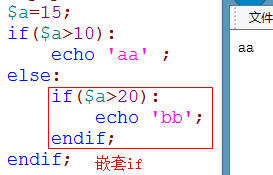 $a=15;
if($a>10):
    echo 'aa' ;
else:
    if($a>20):
        echo 'bb';
    endif;
endif; 嵌套if
文件
aa